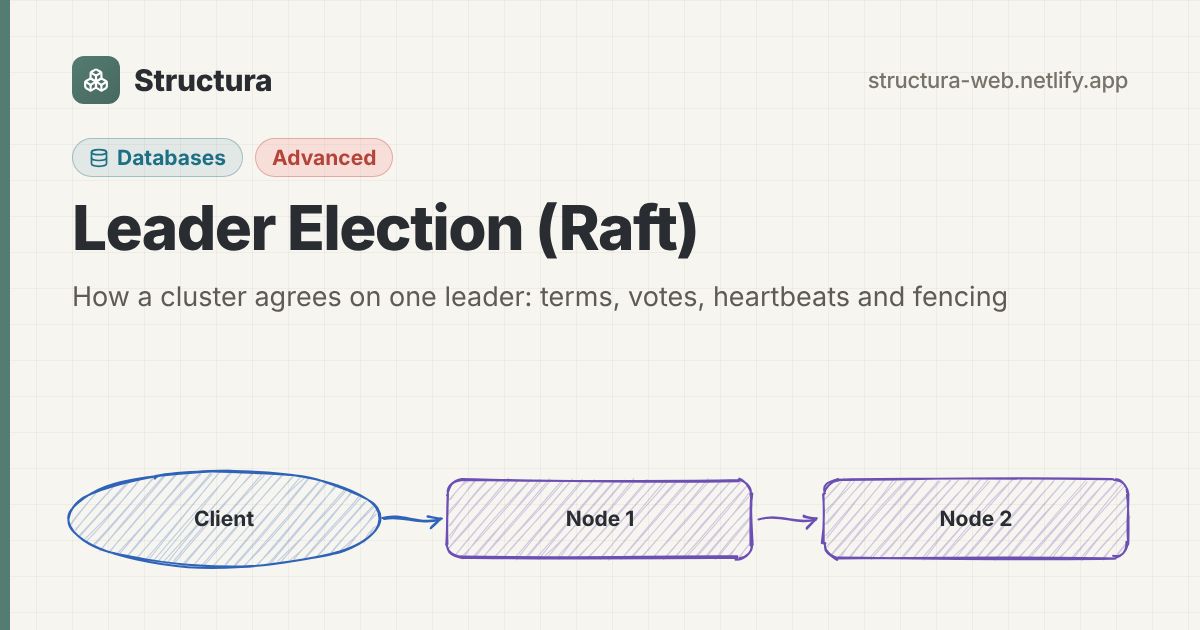 Structura
structura-web.netlify.app
Databases
Advanced
Leader Election (Raft)
How a cluster agrees on one leader: terms, votes, heartbeats and fencing
Client
Node 1
Node 2